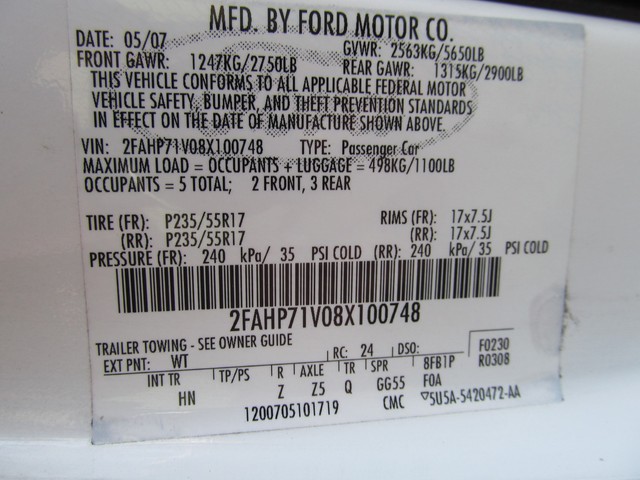 MFD. BY FORD MOTOR CO.
DATE: 05/07 GVWR: 2563KG/5650LB
FRONT GAWR: 1247KG/2750LB REAR GAWR: 1315KG/2900LB
THIS VEHICLE CONFORMS TO ALL APPLICABLE FEDERAL MOTOR
VEHICLE SAFETY, BUMPER, AND THEFT PREVENTION STANDARDS
IN EFFECT ON THE DATE OF MANUFACTURE SHOWN ABOVE.
VIN: 2FAHP71V08X100748 TYPE: Passenger Car
MAXIMUM LOAD = OCCUPANTS + LUGGAGE = 498KG/1100LB
OCCUPANTS = 5 TOTAL; 2 FRONT, 3 REAR
TIRE (FR): P235/55R17 RIMS (FR): 17x7.5J
(RR): P235/55R17 (RR): 17x7.5J
PRESSURE (FR): 240 kPa/ 35 PSI COLD (RR): 240 kPa/ 35 PSI COLD
2FAHP71V08X100748
TRAILER TOWING - SEE OWNER GUIDE
EXT PNT: WT RC: 24 DSO: F0230
INT TR TP/PS R AXLE TR SPR 8FB1P R0308
HN Z Z5 Q GG55 F0A
1200705101719 CMC ▽5U5A-5420472-AA